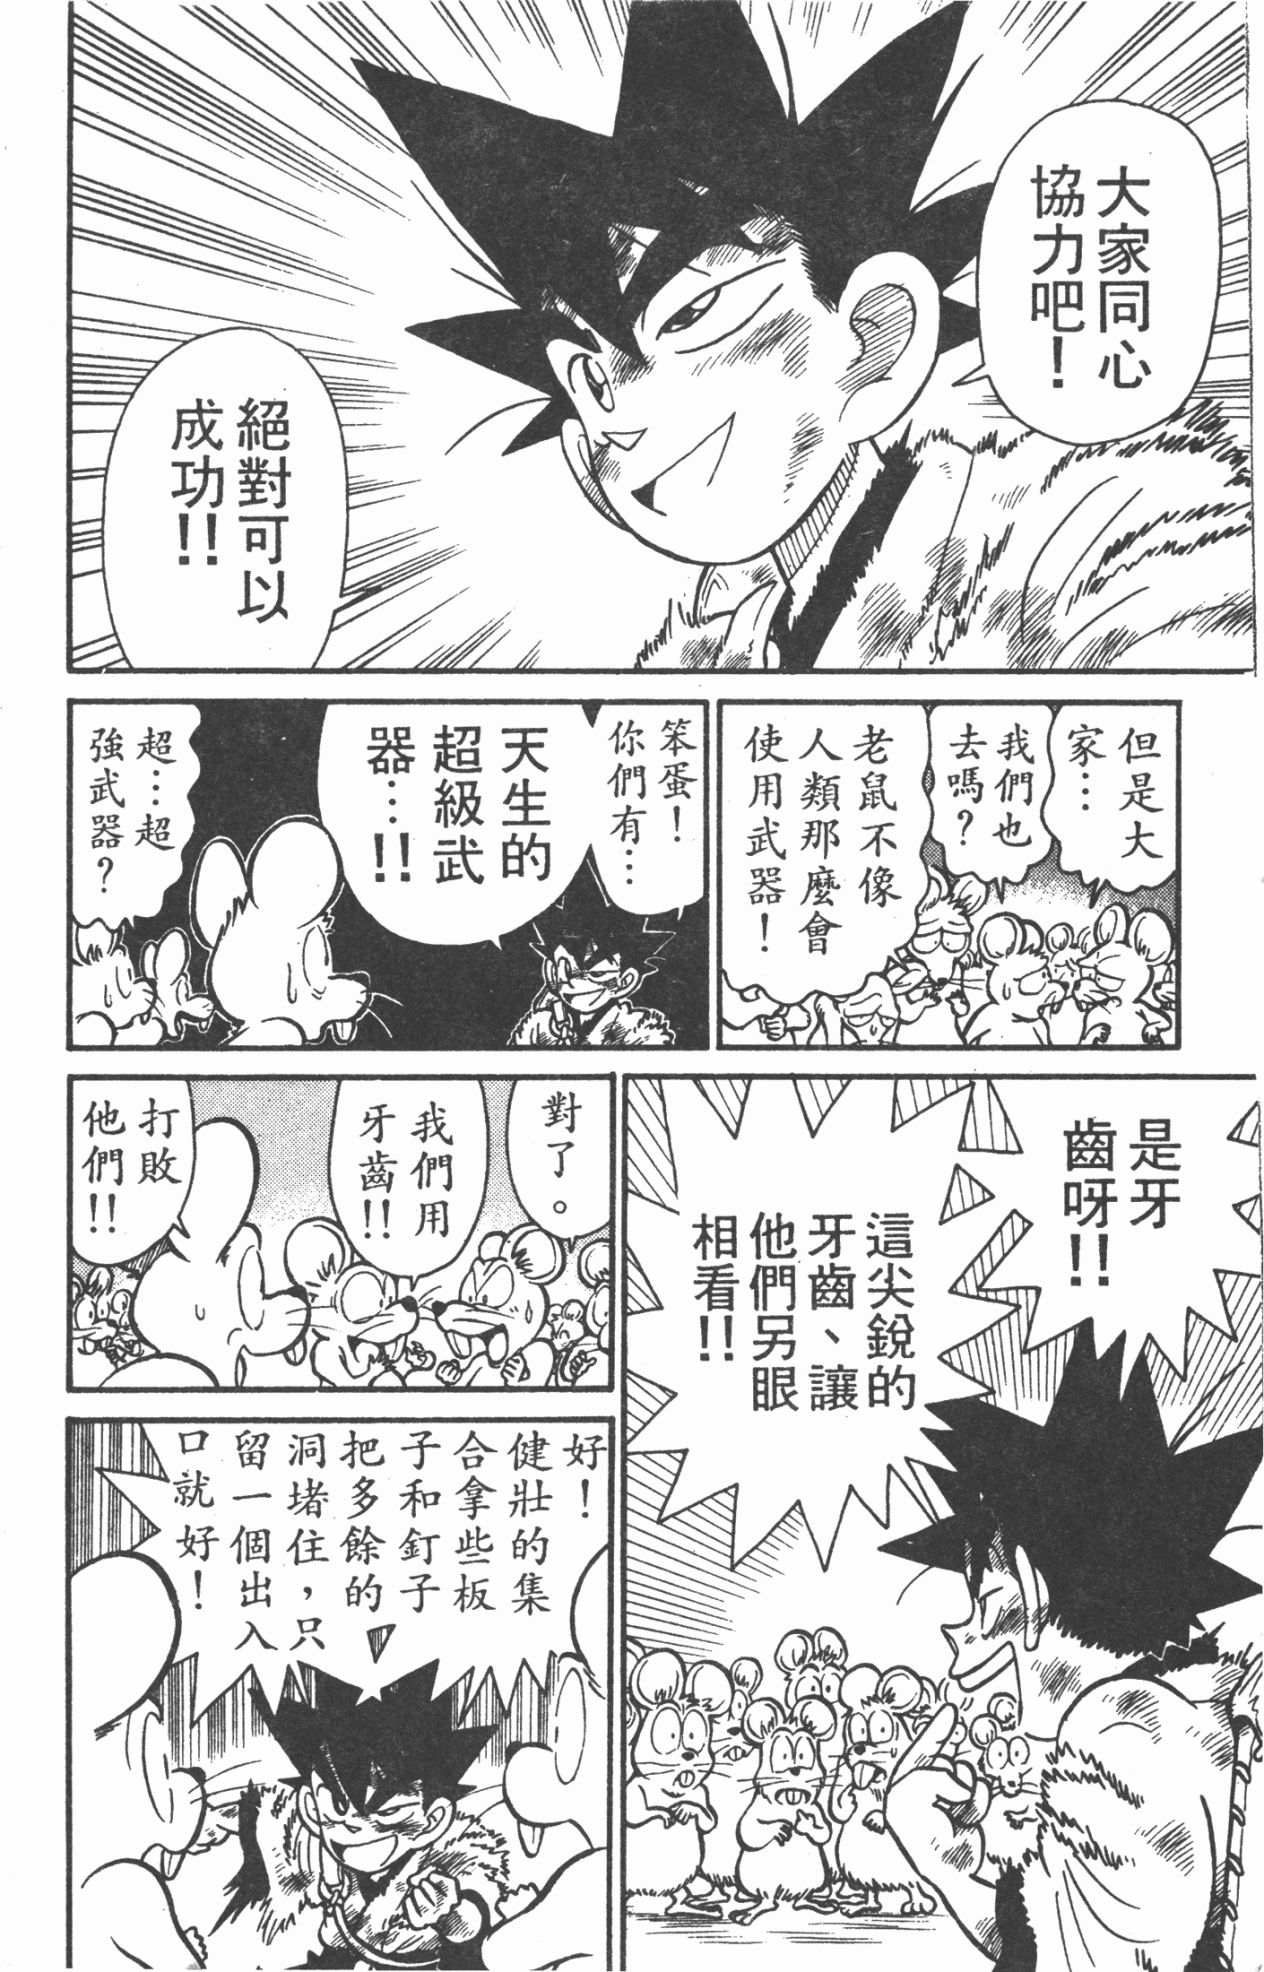 大家同心
協力吧！
絕對可以
成功!!
但是大
家…
我們也
去嗎？
老鼠不像
人類那麼會
使用武器！
笨蛋！
你們有…
天生的
超級武
器…!!
超…超
強武器？
是牙
齒呀!!
這尖銳的
牙齒、讓
他們另眼
相看!!
對了。
我們用
牙齒!!
打敗
他們!!
好！
健壯的集
合拿些板
子和釘子
把多餘的
洞堵住，只
留一個出入
口就好！